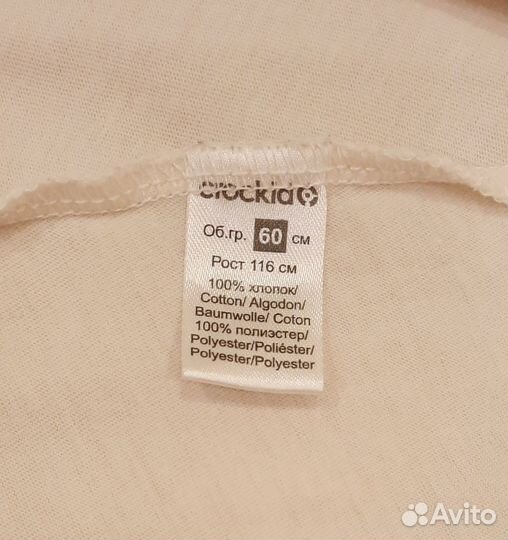 crockid
Об.гр. 60 см
Рост 116 см
100% хлопок/
Cotton/ Algodon/
Baumwolle/ Coton
100% полиэстер/
Polyester/Poliéster/
Polyester/Polyester
Avito